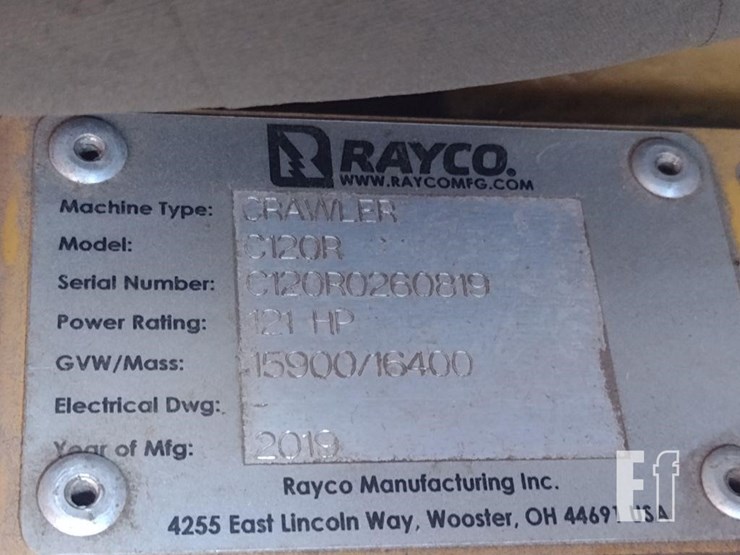 RAYCO.
WWW.RAYCOMFG.COM
Machine Type: CRAWLER
Model: C120R
Serial Number: C120R0260819
Power Rating: 121 HP
GVW/Mass: 15900/16400
Electrical Dwg: -
Year of Mfg: 2019
Rayco Manufacturing Inc.
4255 East Lincoln Way, Wooster, OH 44691 USA
Ef